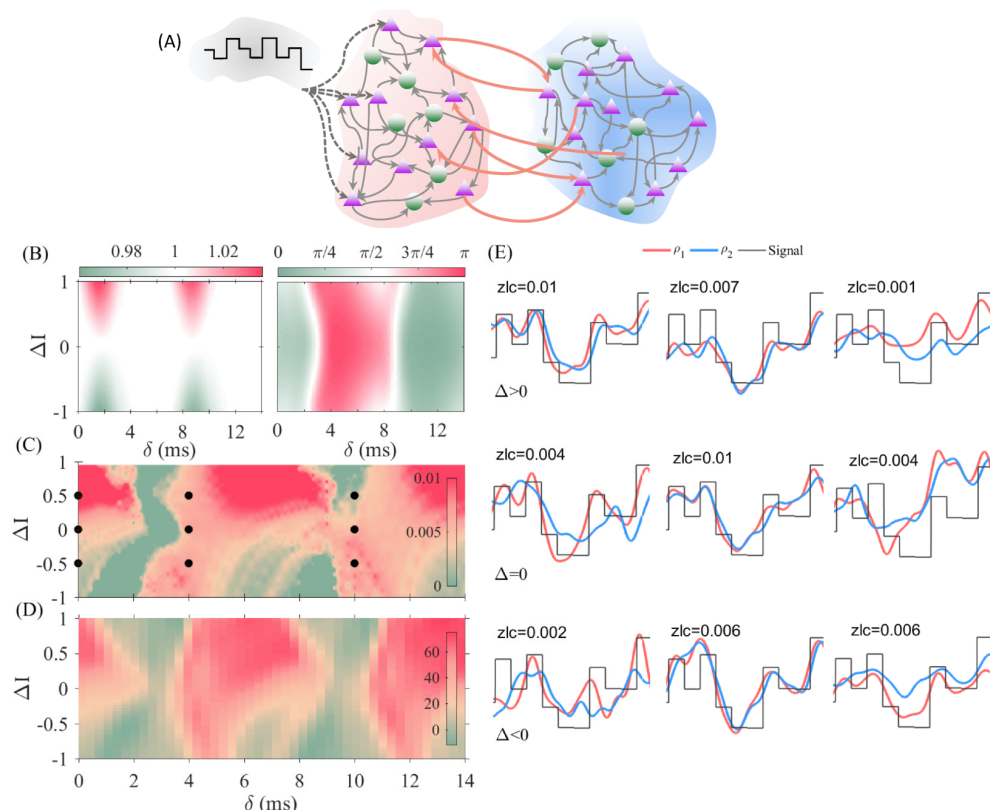 (A)
(B)
0.98 1 1.02
0 π/4 π/2 3π/4 π
1
0
-1
ΔI
0 4 8 12
0 4 8 12
δ (ms) δ (ms)
(C)
1
0.5
0
-0.5
-1
ΔI
0.01
0.005
0
(D)
1
0.5
0
-0.5
-1
ΔI
60
40
20
0
0 2 4 6 8 10 12 14
δ (ms)
(E)
ρ1 ρ2 Signal
zlc=0.01 zlc=0.007 zlc=0.001
Δ>0
zlc=0.004 zlc=0.01 zlc=0.004
Δ=0
zlc=0.002 zlc=0.006 zlc=0.006
Δ<0